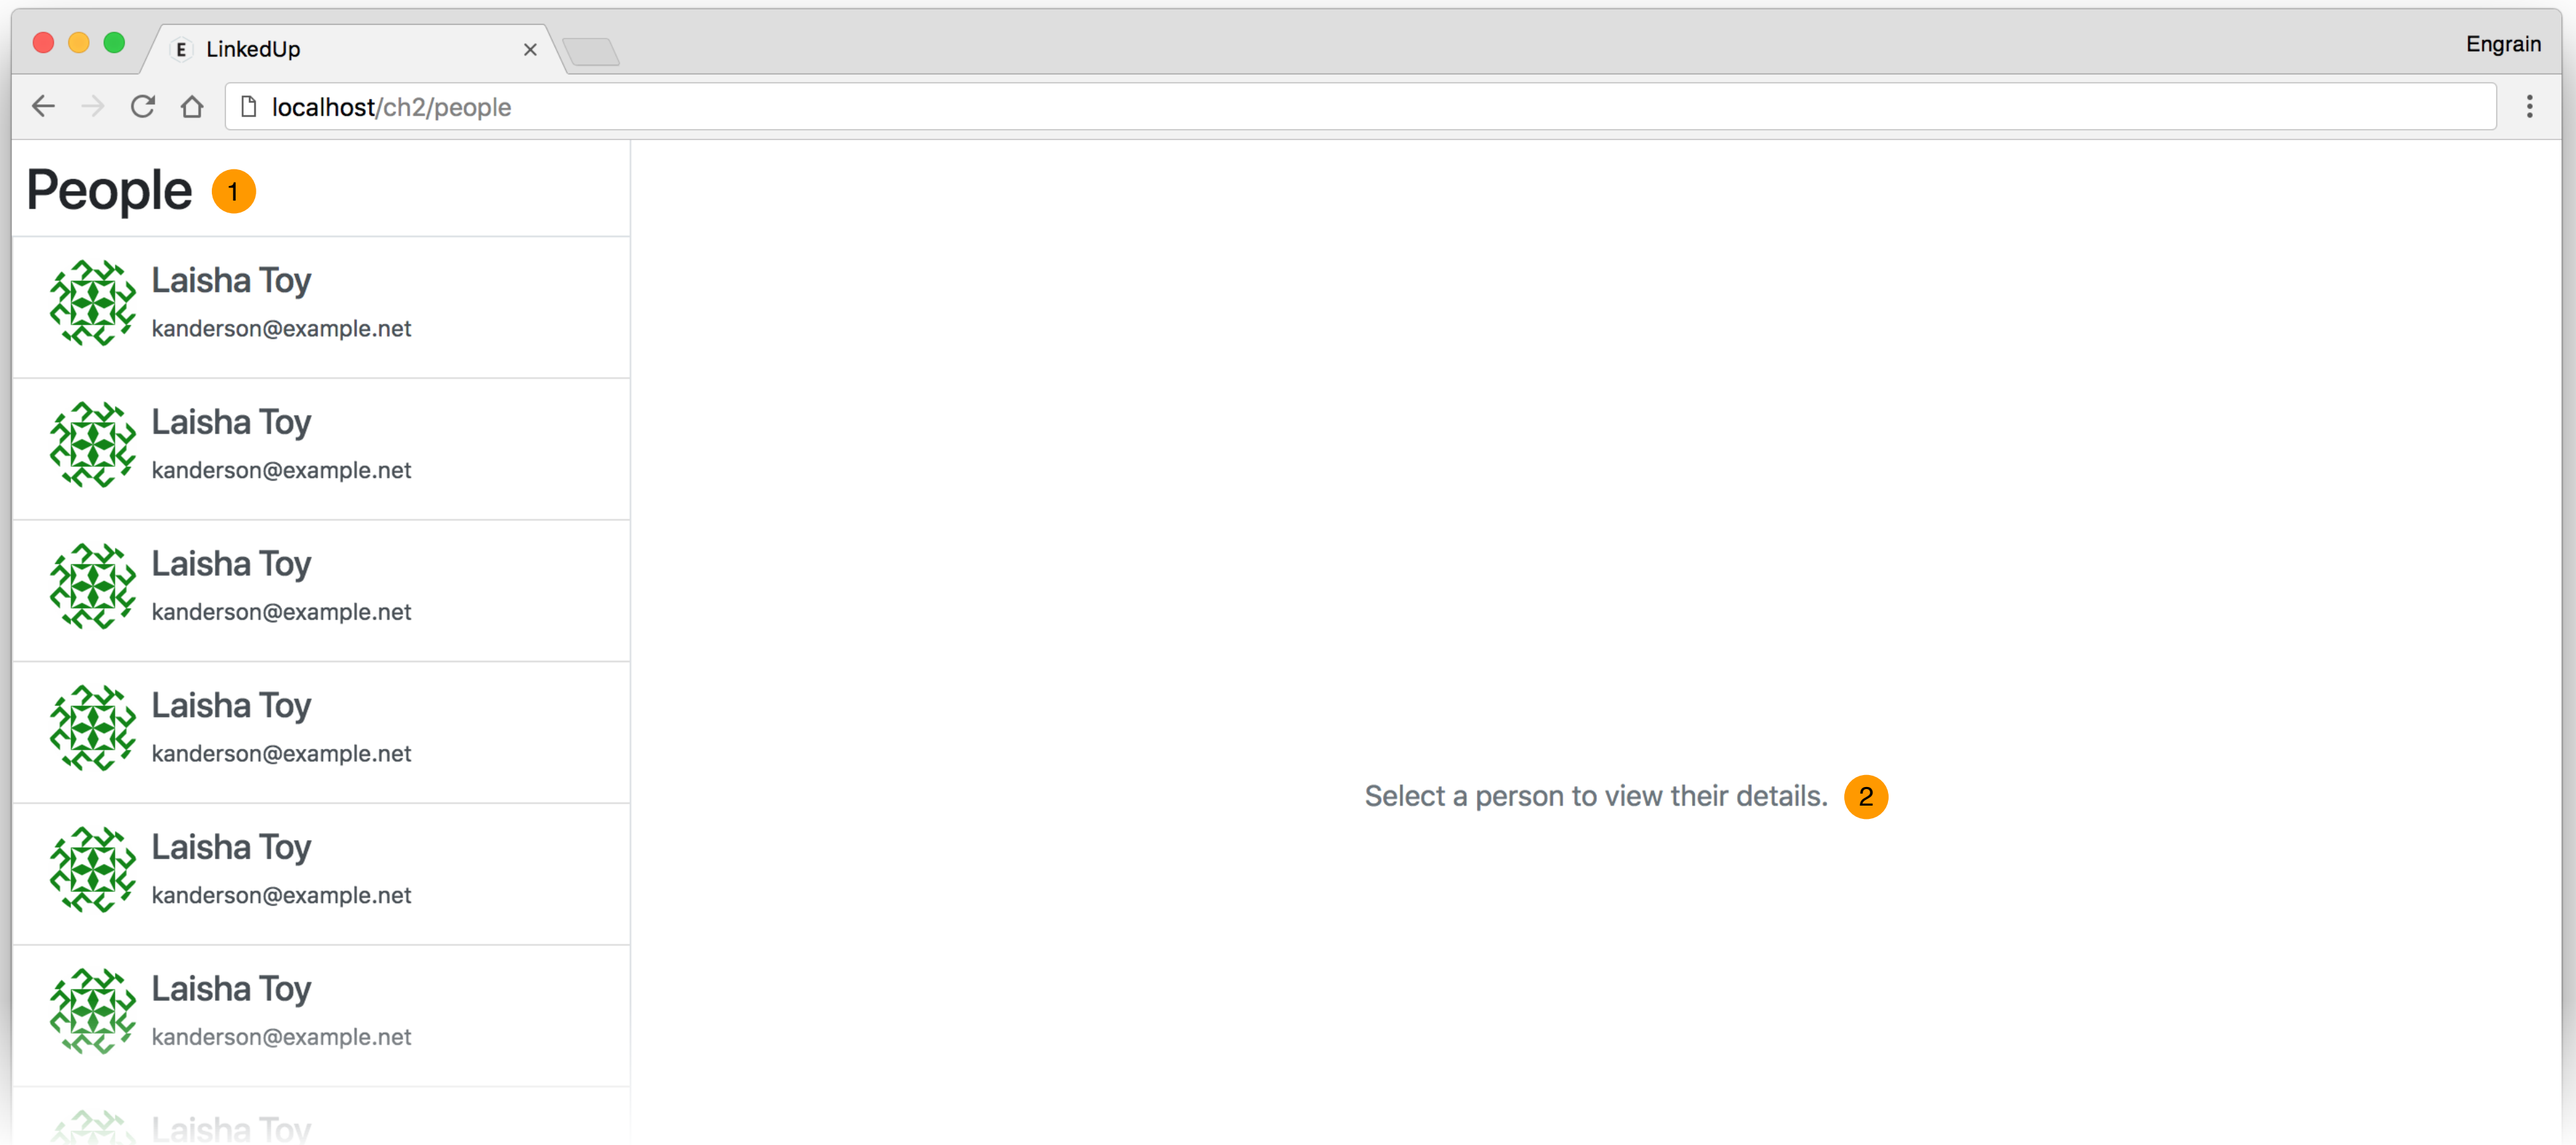 E LinkedUp
Engrain
localhost/ch2/people
People 1
Laisha Toy
kanderson@example.net
Laisha Toy
kanderson@example.net
Laisha Toy
kanderson@example.net
Laisha Toy
kanderson@example.net
Laisha Toy
kanderson@example.net
Laisha Toy
kanderson@example.net
Laisha Toy
Select a person to view their details. 2